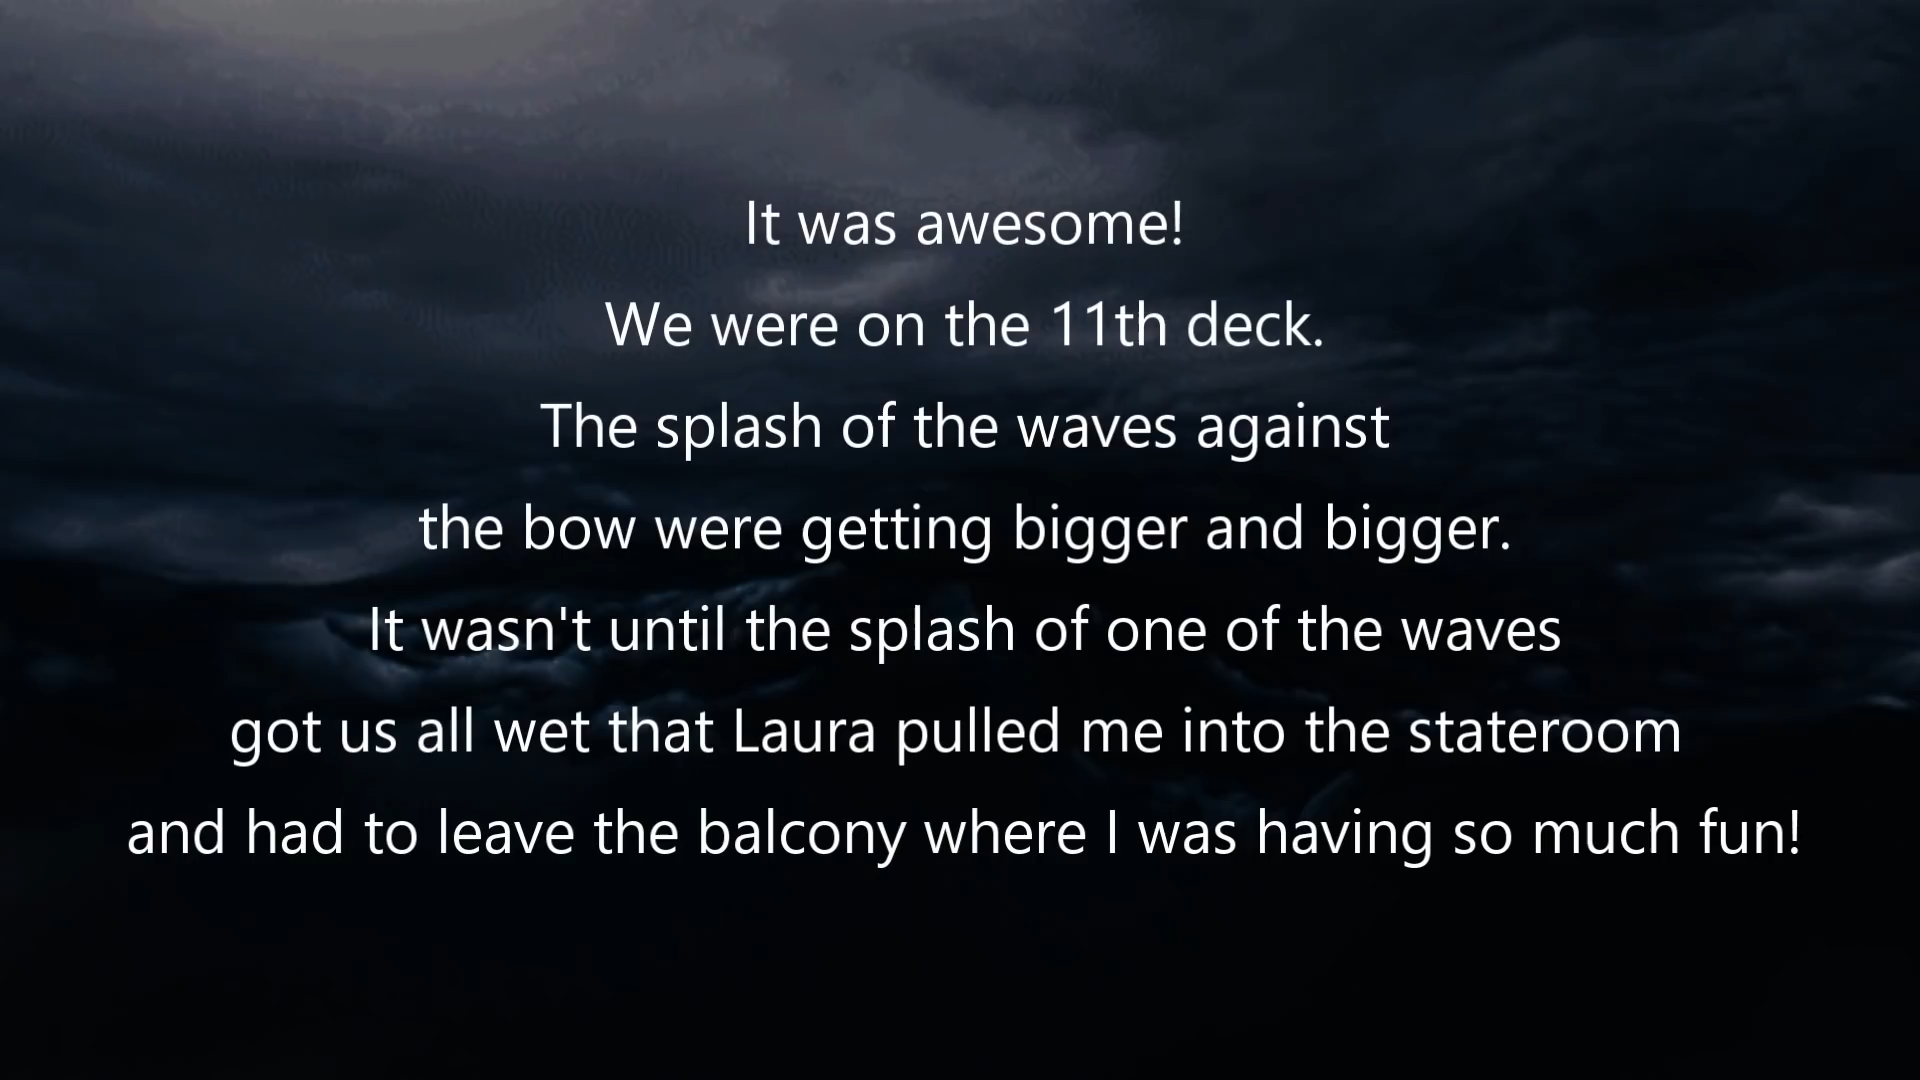 It was awesome!
We were on the 11th deck.
The splash of the waves against
the bow were getting bigger and bigger.
It wasn't until the splash of one of the waves
got us all wet that Laura pulled me into the stateroom
and had to leave the balcony where I was having so much fun!